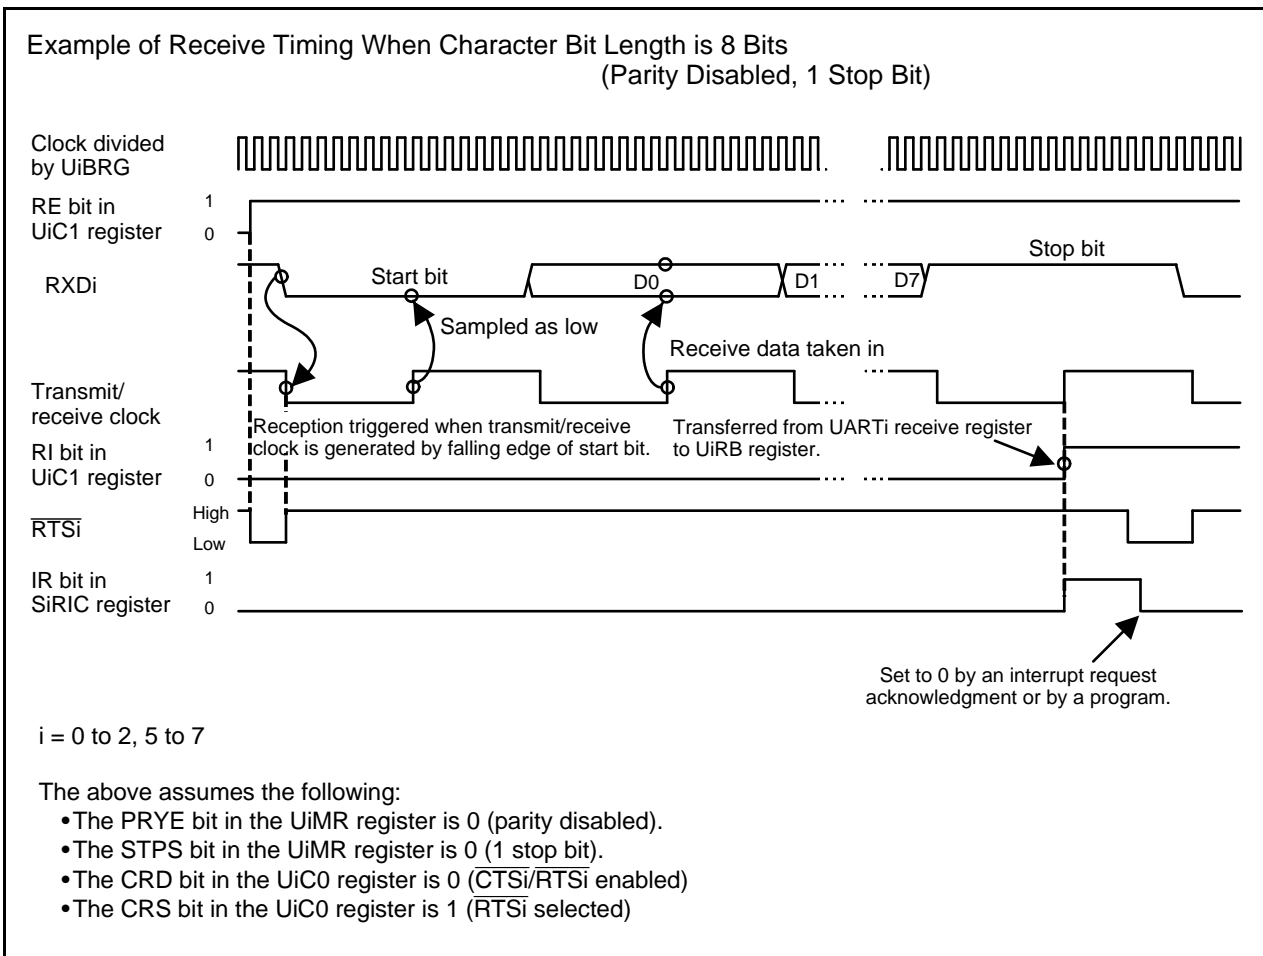 Example of Receive Timing When Character Bit Length is 8 Bits
(Parity Disabled, 1 Stop Bit)
Clock divided
by UiBRG
RE bit in
UiC1 register
1
0
RXDi
Start bit
D0
D1
D7
Stop bit
Sampled as low
Receive data taken in
Transmit/
receive clock
Reception triggered when transmit/receive
clock is generated by falling edge of start bit.
Transferred from UARTi receive register
to UiRB register.
RI bit in
UiC1 register
1
0
RTSi
High
Low
IR bit in
SiRIC register
1
0
Set to 0 by an interrupt request
acknowledgment or by a program.
i = 0 to 2, 5 to 7
The above assumes the following:
•The PRYE bit in the UiMR register is 0 (parity disabled).
•The STPS bit in the UiMR register is 0 (1 stop bit).
•The CRD bit in the UiC0 register is 0 (CTSi/RTSi enabled)
•The CRS bit in the UiC0 register is 1 (RTSi selected)